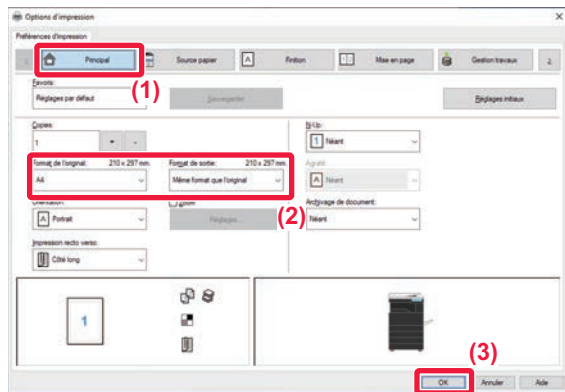 Options d'impression
Préférences d'impression
Principal
Source papier
Finition
Mise en page
Gestion travaux
2
(1)
Favoris:
Réglages par défaut
Sauvegarder
Réglages initiaux
Copies:
1
N-Up:
1 Néant
Format de l'original: 210 x 297 mm.
A4
Format de sortie: 210 x 297 mm.
Même format que l'original
Agrafé:
A Néant
(2)
Orientation:
A Portrait
Zoom
Réglages...
Archivage de document:
Néant
Impression recto verso:
Côté long
1
(3)
OK
Annuler
Aide